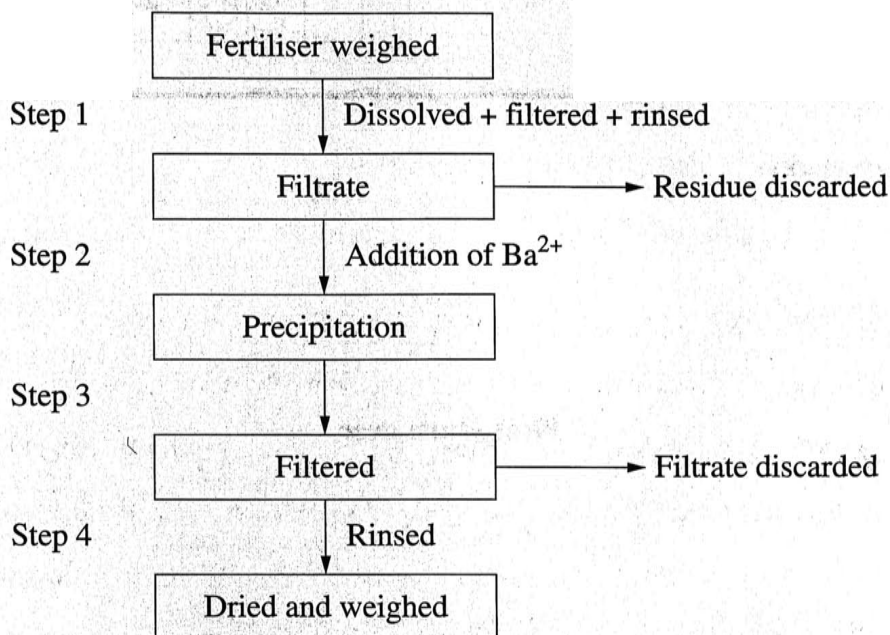 Fertiliser weighed
Step 1
Dissolved + filtered + rinsed
Filtrate
Residue discarded
Step 2
Addition of Ba²⁺
Precipitation
Step 3
Filtered
Filtrate discarded
Step 4
Rinsed
Dried and weighed